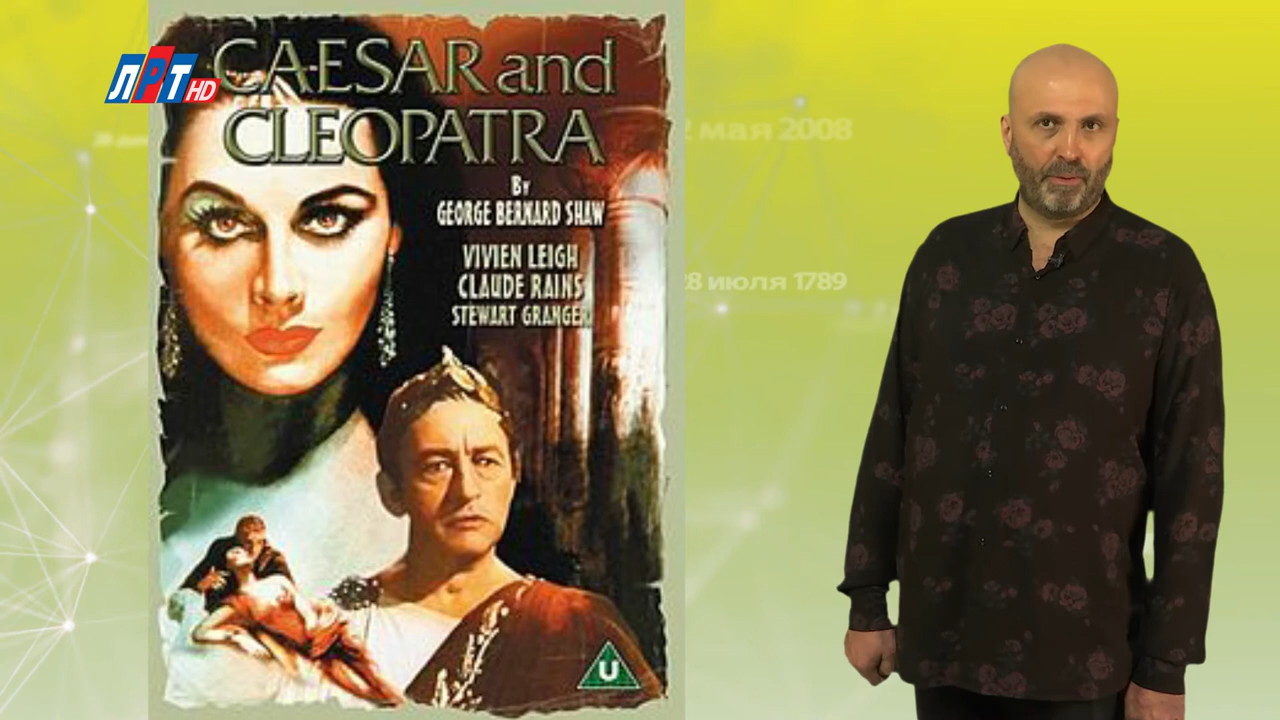 ЛРТ HD
CAESAR and
CLEOPATRA
BY
GEORGE BERNARD SHAW
VIVIEN LEIGH
CLAUDE RAINS
STEWART GRANGER
U
2 мая 2008
28 июля 1789